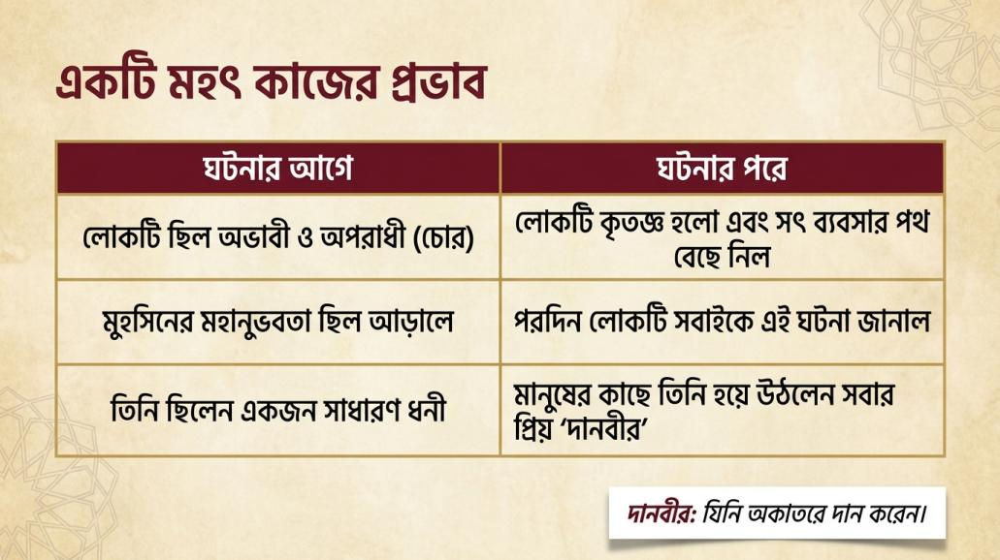 একটি মহৎ কাজের প্রভাব
ঘটনার আগে
ঘটনার পরে
লোকটি ছিল অভাবী ও অপরাধী (চোর)
লোকটি কৃতজ্ঞ হলো এবং সৎ ব্যবসার পথ
বেছে নিল
মুহসিনের মহানুভবতা ছিল আড়ালে
পরদিন লোকটি সবাইকে এই ঘটনা জানাল
তিনি ছিলেন একজন সাধারণ ধনী
মানুষের কাছে তিনি হয়ে উঠলেন সবার
প্রিয় ‘দানবীর’
দানবীর: যিনি অকাতরে দান করেন।